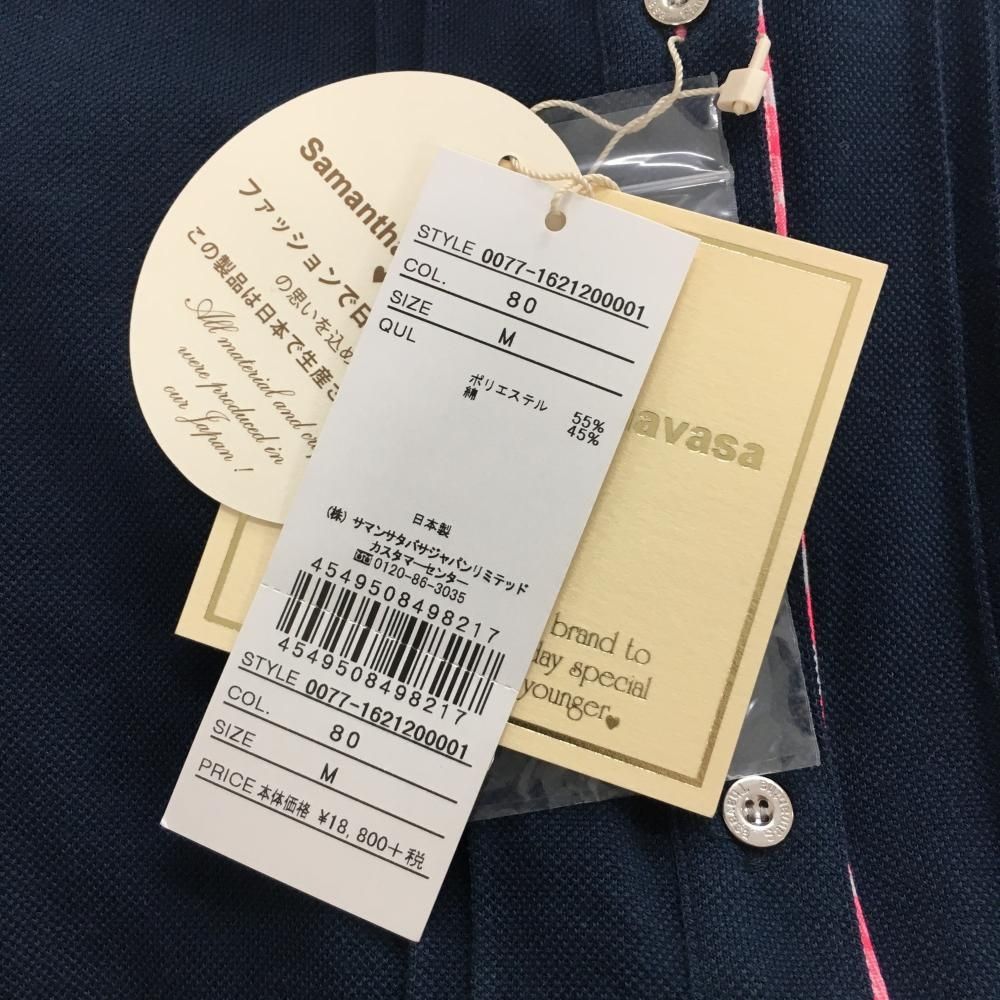 Samantha
ファッションで日
の思いを込め
この製品は日本で生産さ
All material and
were produced in
our Japan !
STYLE 0077-1621200001
COL. 80
SIZE M
QUL
ポリエステル 55%
綿 45%
日本製
(株) サマンサタバサジャパンリミテッド
カスタマーセンター
0120-86-3035
4549508498217
4549508498217
STYLE 0077-1621200001
COL. 80
SIZE M
PRICE 本体価格 ¥18,800+税
havasa
brand to
day special
younger